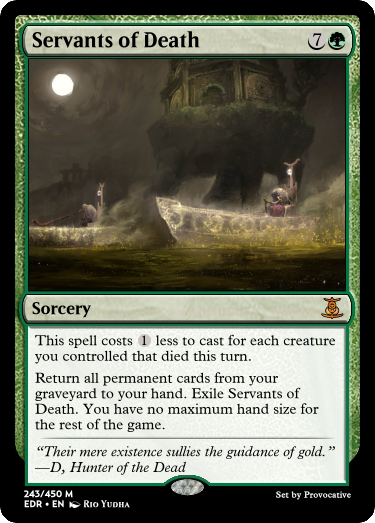 Servants of Death 7
Sorcery
This spell costs 1 less to cast for each creature
you controlled that died this turn.
Return all permanent cards from your
graveyard to your hand. Exile Servants of
Death. You have no maximum hand size for
the rest of the game.
“Their mere existence sullies the guidance of gold.”
—D, Hunter of the Dead
243/450 M
EDR • EN Rio Yudha
Set by Provocative